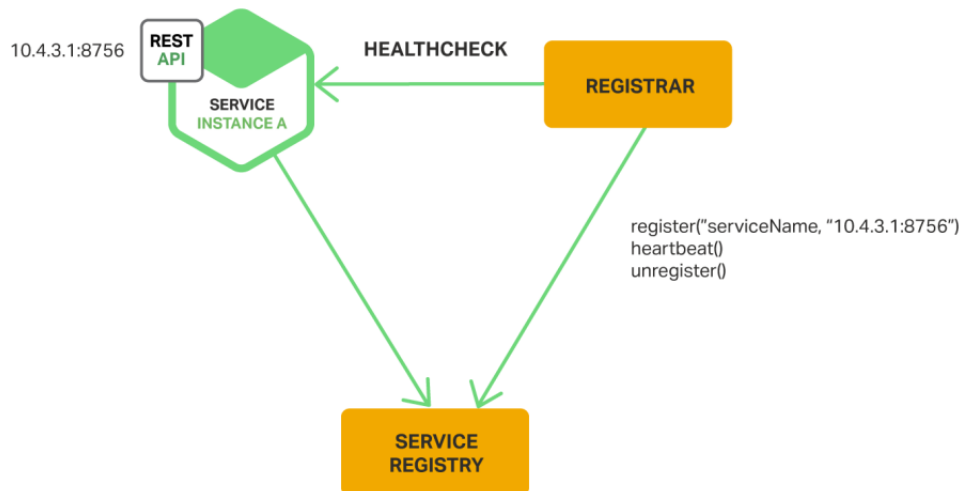 10.4.3.1:8756
REST
API
HEALTHCHECK
REGISTRAR
SERVICE
INSTANCE A
register("serviceName, "10.4.3.1:8756")
heartbeat()
unregister()
SERVICE
REGISTRY